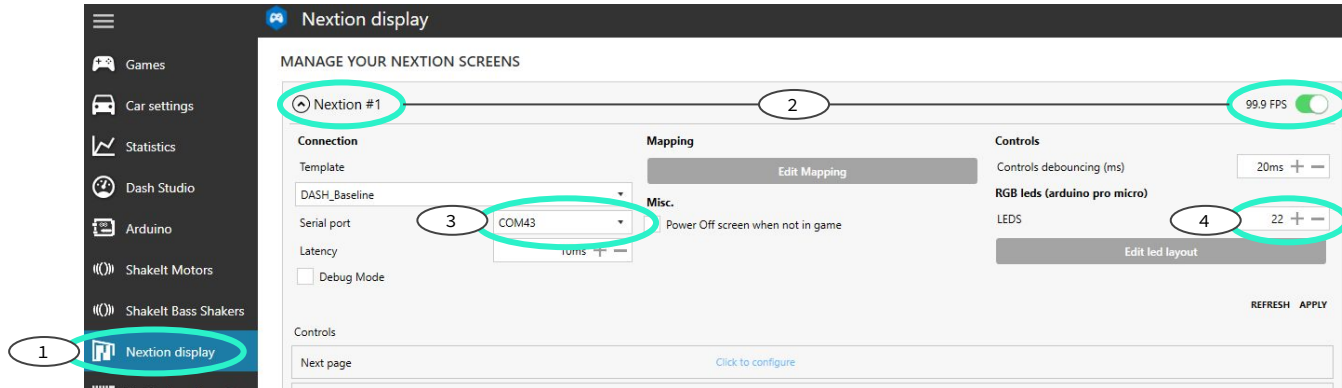 Nextion display
Games
Car settings
Statistics
Dash Studio
Arduino
ShakeIt Motors
ShakeIt Bass Shakers
1
Nextion display
MANAGE YOUR NEXTION SCREENS
Nextion #1
2
99.9 FPS
Connection
Template
DASH_Baseline
Serial port
3
COM43
Latency
10ms
Debug Mode
Mapping
Edit Mapping
Misc.
Power Off screen when not in game
Controls
Controls debouncing (ms)
20ms
RGB leds (arduino pro micro)
LEDS
4
22
Edit led layout
REFRESH APPLY
Controls
Next page
Click to configure